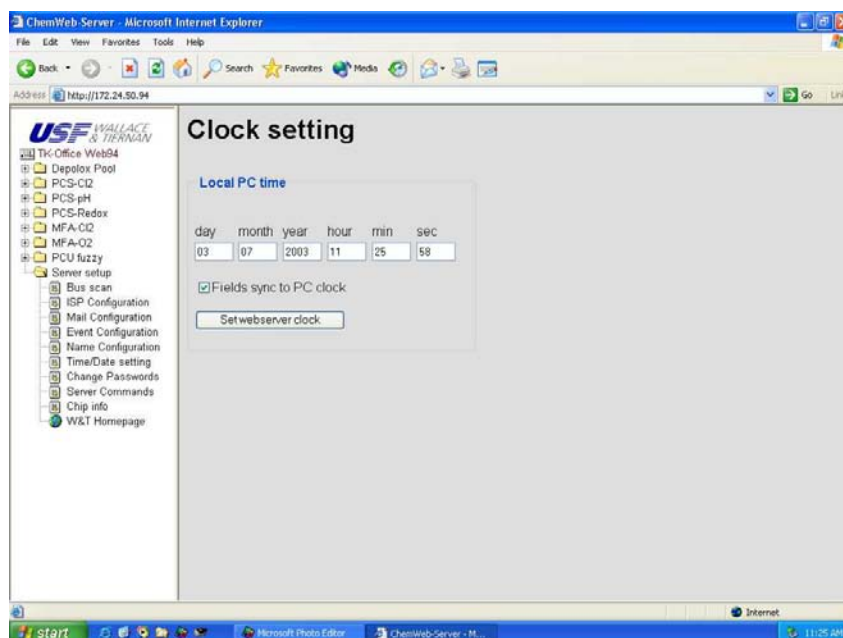 ChemWeb-Server - Microsoft Internet Explorer
File Edit View Favorites Tools Help
Back Search Favorites Media
Address http://172.24.50.94 Go
USF WALLACE & TIERNAN
TK-Office Web94
Depolox Pool
PCS-Cl2
PCS-pH
PCS-Redox
MFA-Cl2
MFA-O2
PCU fuzzy
Server setup
Bus scan
ISP Configuration
Mail Configuration
Event Configuration
Name Configuration
Time/Date setting
Change Passwords
Server Commands
Chip info
W&T Homepage
Clock setting
Local PC time
day month year hour min sec
03 07 2003 11 25 58
Fields sync to PC clock
Set webserver clock
Internet
start Microsoft Photo Editor ChemWeb-Server - M... 11:25 AM